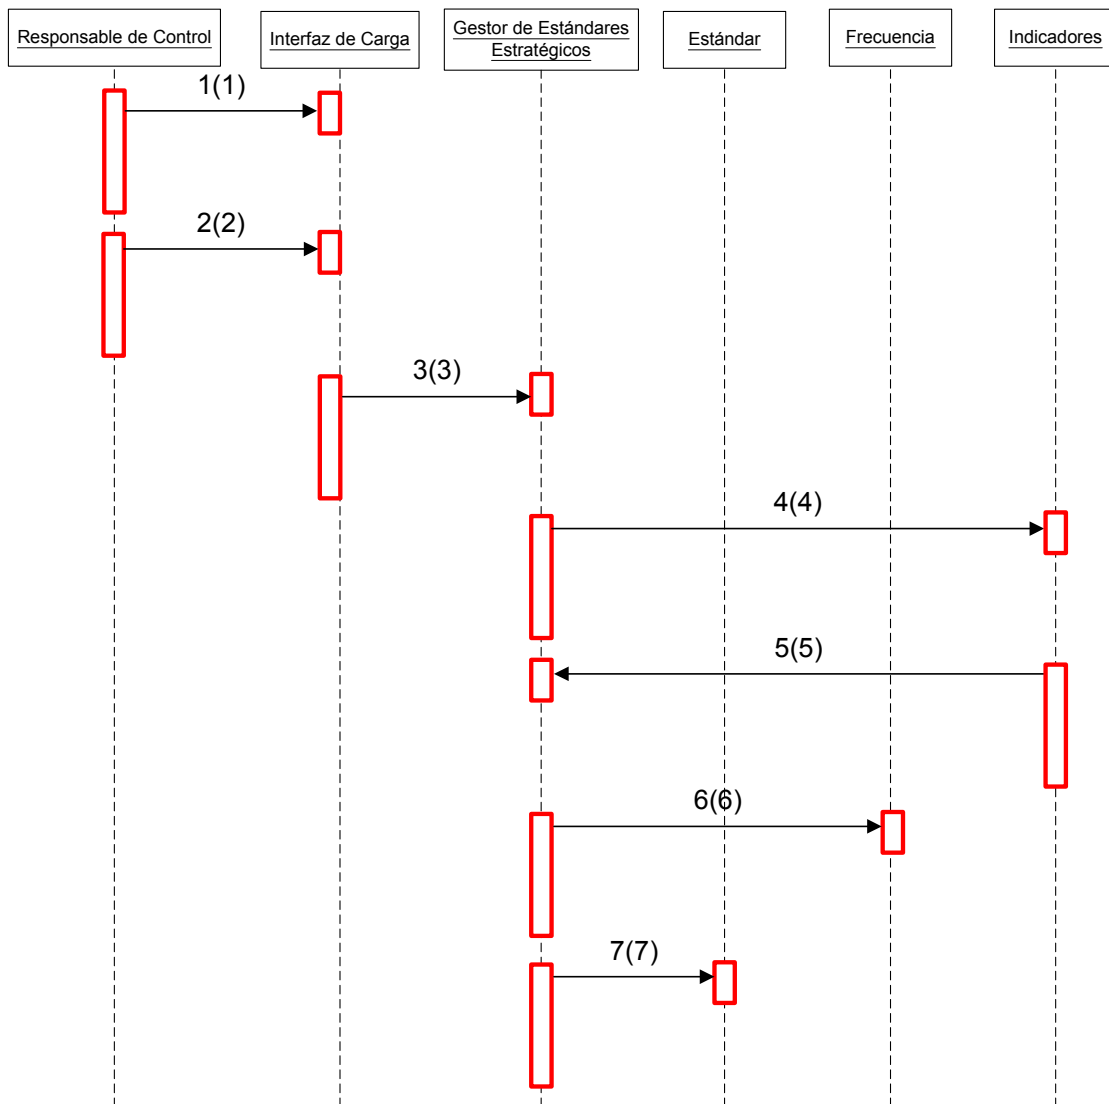 Responsable de Control
Interfaz de Carga
Gestor de Estándares
Estratégicos
Estándar
Frecuencia
Indicadores
1(1)
2(2)
3(3)
4(4)
5(5)
6(6)
7(7)